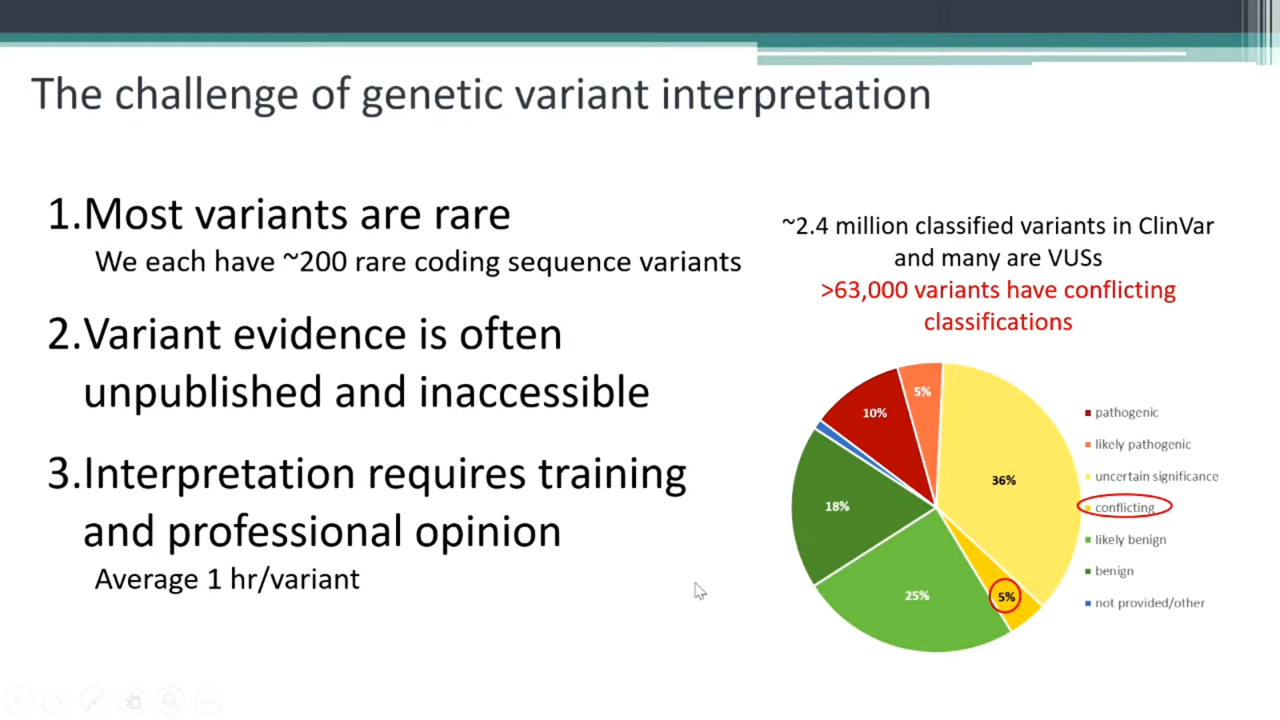 The challenge of genetic variant interpretation
1.Most variants are rare
We each have ~200 rare coding sequence variants
2.Variant evidence is often
unpublished and inaccessible
3.Interpretation requires training
and professional opinion
Average 1 hr/variant
~2.4 million classified variants in ClinVar
and many are VUSs
>63,000 variants have conflicting
classifications
5%
10%
36%
18%
25%
5%
pathogenic
likely pathogenic
uncertain significance
conflicting
likely benign
benign
not provided/other